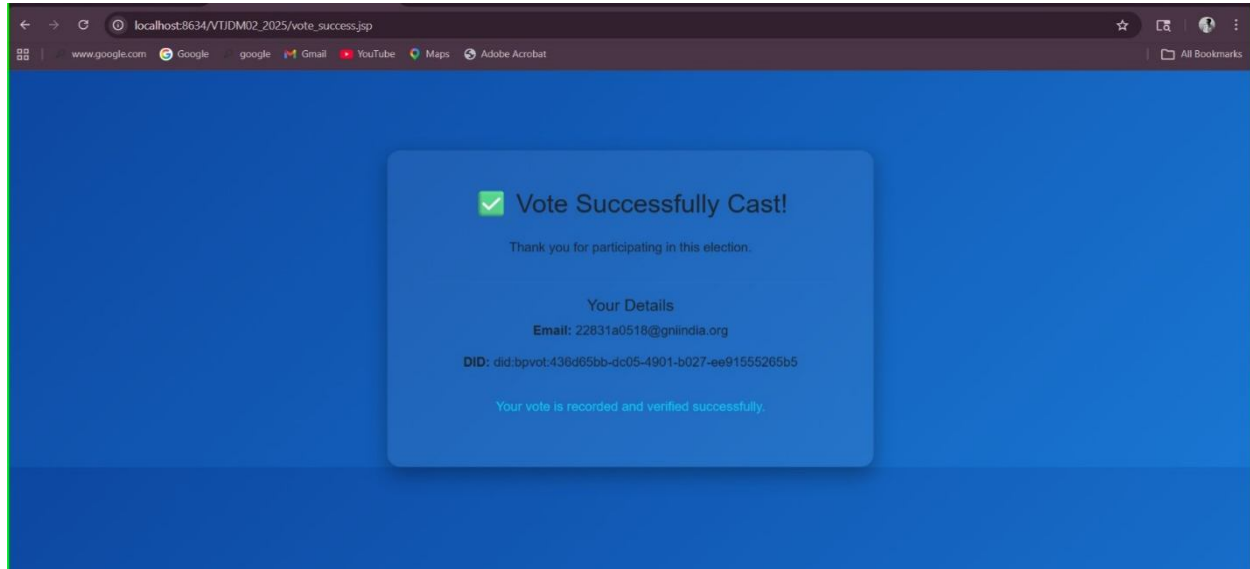 localhost:8634/VTJDM02_2025/vote_success.jsp
www.google.com Google google Gmail YouTube Maps Adobe Acrobat All Bookmarks
✅ Vote Successfully Cast!
Thank you for participating in this election.
Your Details
Email: 22831a0518@gniindia.org
DID: did:bpvot:436d65bb-dc05-4901-b027-ee91555265b5
Your vote is recorded and verified successfully.